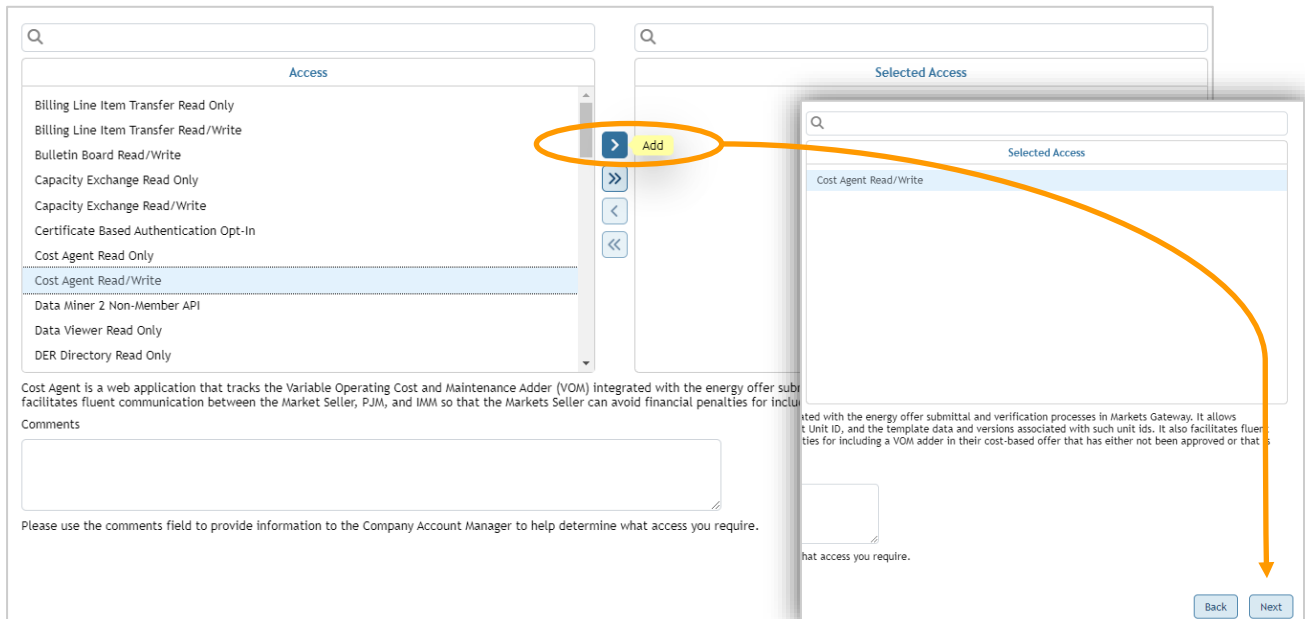 Access
Billing Line Item Transfer Read Only
Billing Line Item Transfer Read/Write
Bulletin Board Read/Write
Capacity Exchange Read Only
Capacity Exchange Read/Write
Certificate Based Authentication Opt-In
Cost Agent Read Only
Cost Agent Read/Write
Data Miner 2 Non-Member API
Data Viewer Read Only
DER Directory Read Only
Add
Selected Access
Cost Agent is a web application that tracks the Variable Operating Cost and Maintenance Adder (VOM) integrated with the energy offer
facilitates fluent communication between the Market Seller, PJM, and IMM so that the Markets Seller can avoid financial penalties for
Comments
Please use the comments field to provide information to the Company Account Manager to help determine what access you require.
Selected Access
Cost Agent Read/Write
with the energy offer submittal and verification processes in Markets Gateway. It allows
Unit ID, and the template data and versions associated with such unit ids. It also facilitates fluent
for including a VOM adder in their cost-based offer that has either not been approved or that is
what access you require.
Back
Next